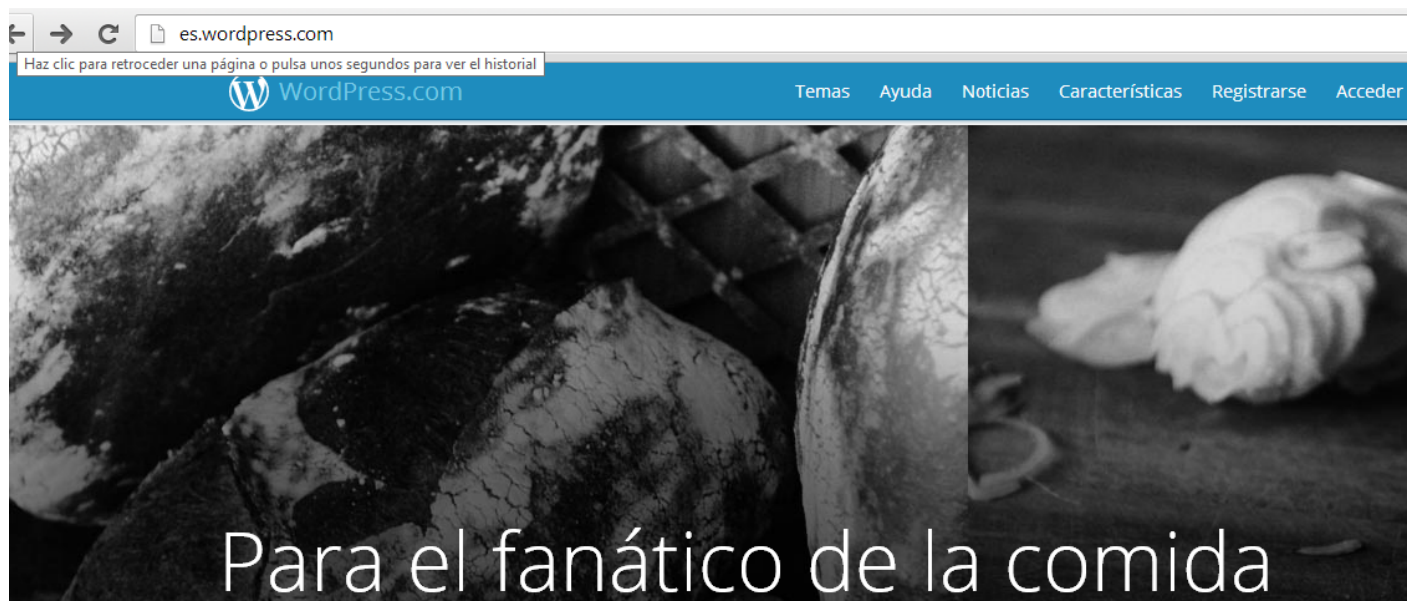 es.wordpress.com
Haz clic para retroceder una página o pulsa unos segundos para ver el historial
WordPress.com Temas Ayuda Noticias Características Registrarse Acceder
Para el fanático de la comida